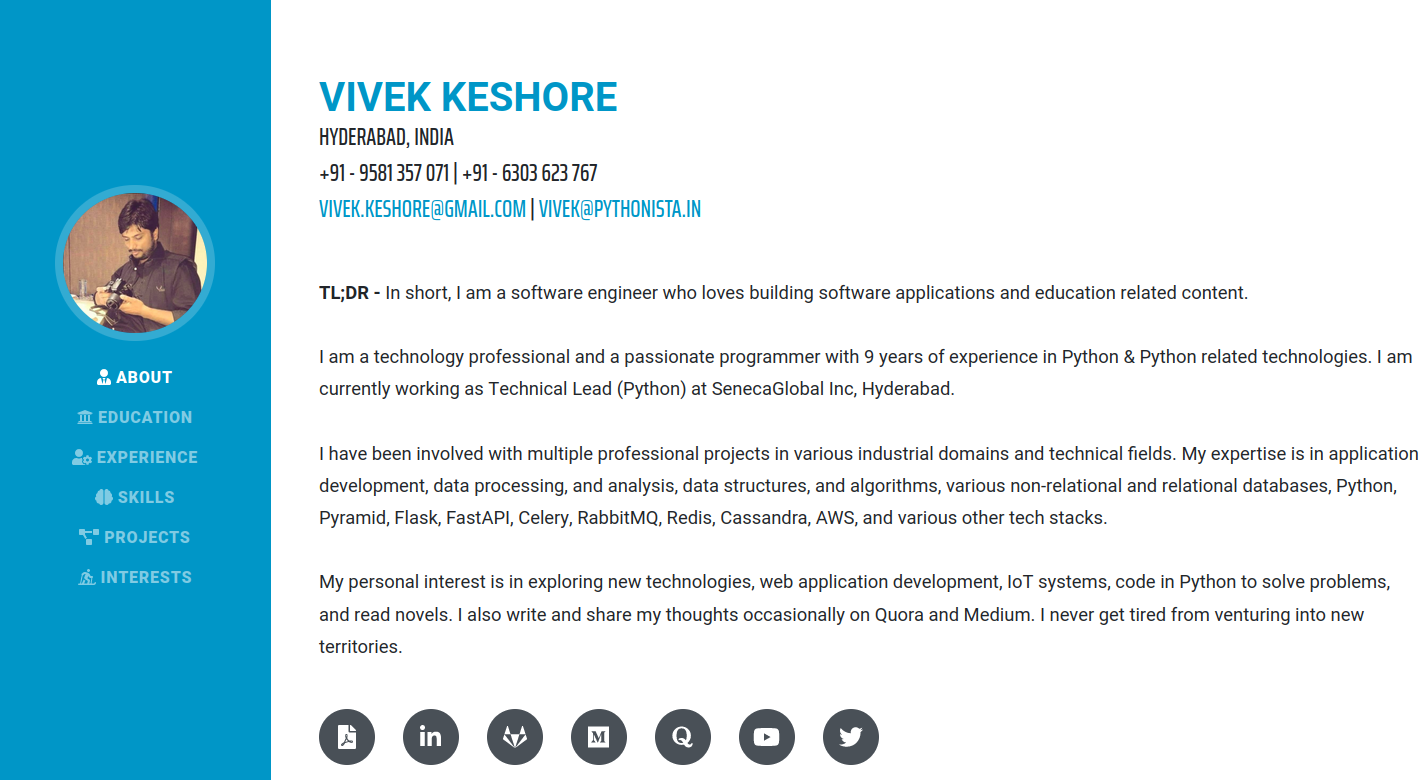 ABOUT
EDUCATION
EXPERIENCE
SKILLS
PROJECTS
INTERESTS
VIVEK KESHORE
HYDERABAD, INDIA
+91 - 9581 357 071 | +91 - 6303 623 767
VIVEK.KESHORE@GMAIL.COM | VIVEK@PYTHONISTA.IN
TL;DR - In short, I am a software engineer who loves building software applications and education related content.
I am a technology professional and a passionate programmer with 9 years of experience in Python & Python related technologies. I am
currently working as Technical Lead (Python) at SenecaGlobal Inc, Hyderabad.
I have been involved with multiple professional projects in various industrial domains and technical fields. My expertise is in application
development, data processing, and analysis, data structures, and algorithms, various non-relational and relational databases, Python,
Pyramid, Flask, FastAPI, Celery, RabbitMQ, Redis, Cassandra, AWS, and various other tech stacks.
My personal interest is in exploring new technologies, web application development, IoT systems, code in Python to solve problems,
and read novels. I also write and share my thoughts occasionally on Quora and Medium. I never get tired from venturing into new
territories.